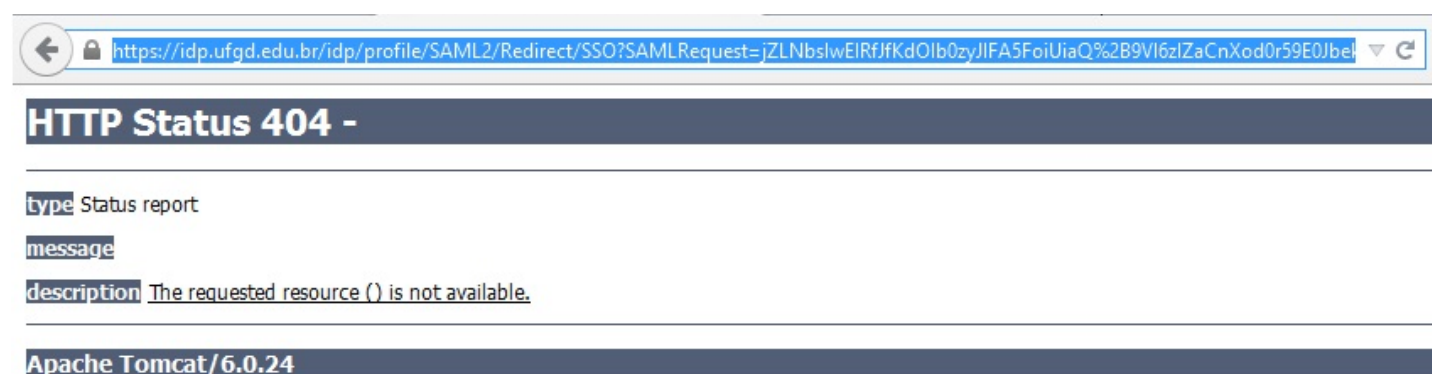 https://idp.ufgd.edu.br/idp/profile/SAML2/Redirect/SSO?SAMLRequest=jZLNbslwElRfJfKdOlb0zyJIFA5FoiUiaQ%2B9Vl6zlZaCnXod0r59E0Jbek
HTTP Status 404 -
type Status report
message
description The requested resource () is not available.
Apache Tomcat/6.0.24